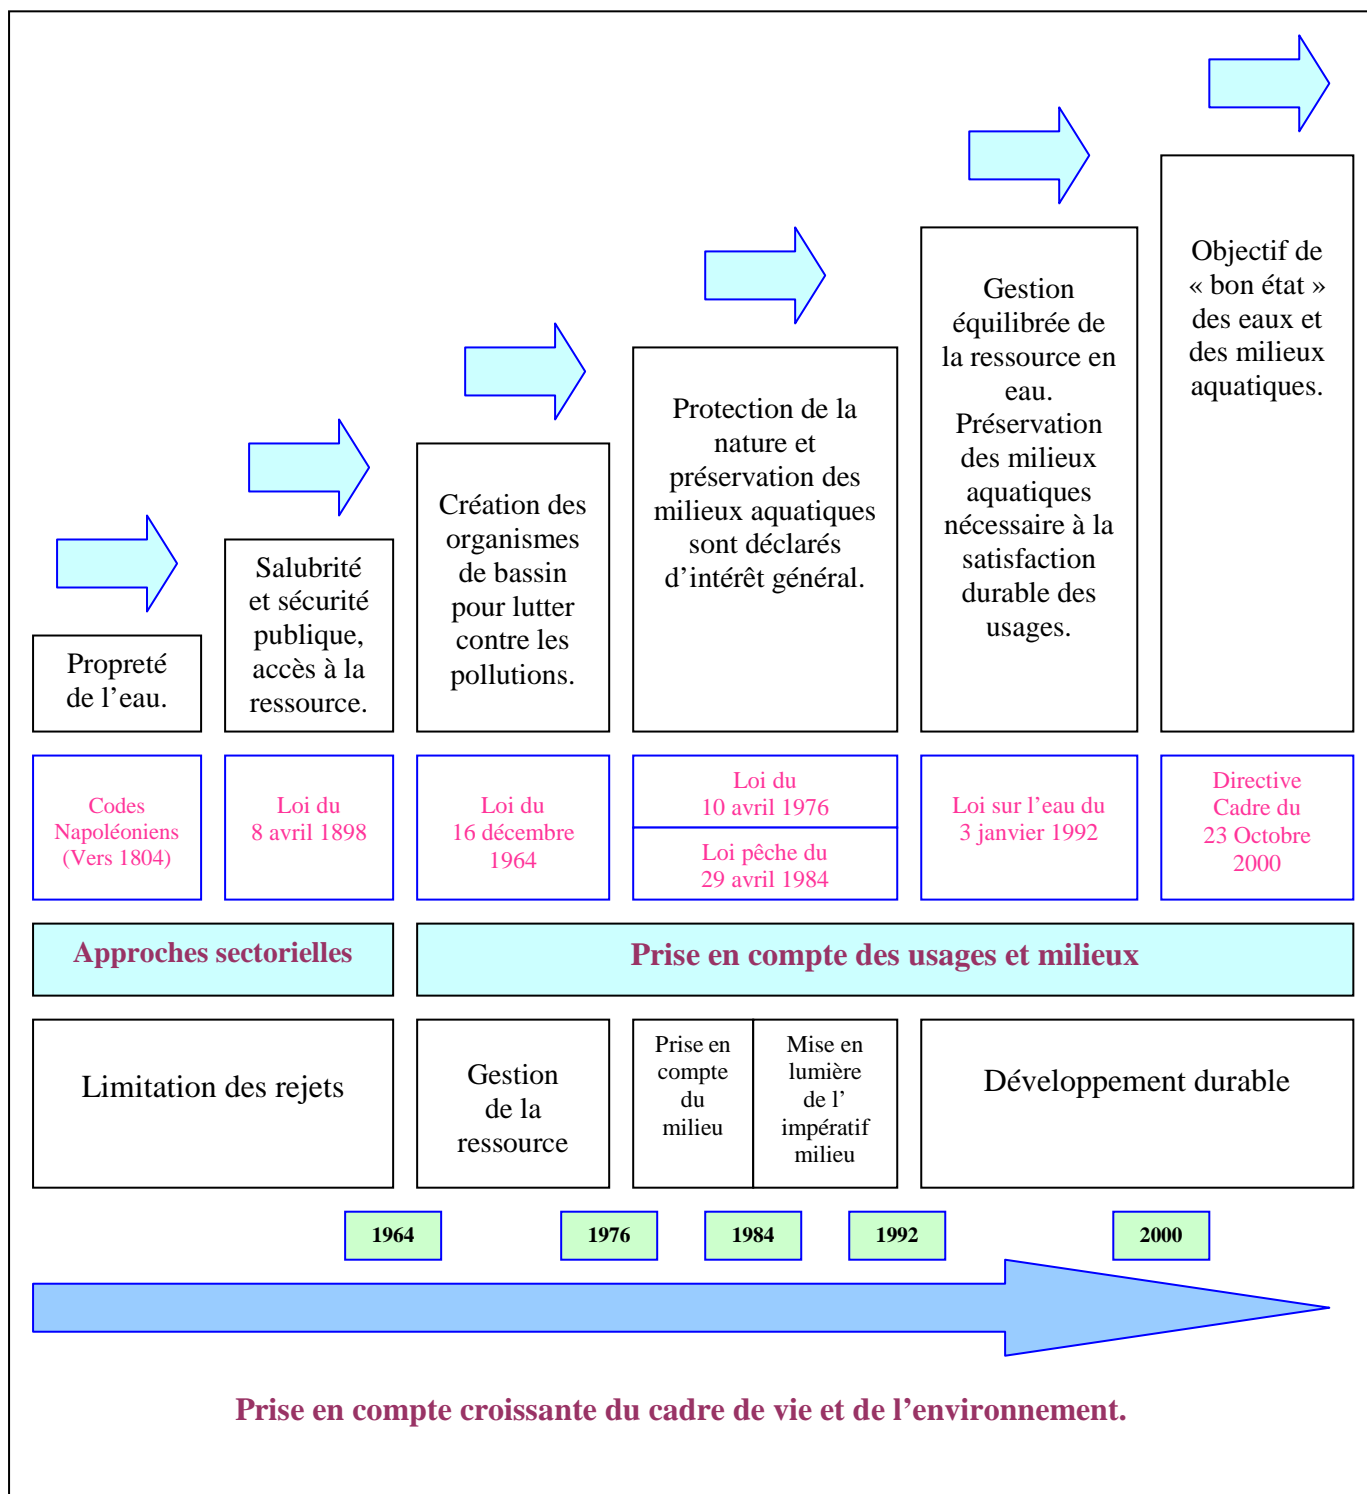 Objectif de
« bon état »
des eaux et
des milieux
aquatiques.
Gestion
équilibrée de
la ressource en
eau.
Préservation
des milieux
aquatiques
nécessaire à la
satisfaction
durable des
usages.
Protection de la
nature et
préservation des
milieux aquatiques
sont déclarés
d’intérêt général.
Création des
organismes
de bassin
pour lutter
contre les
pollutions.
Salubrité
et sécurité
publique,
accès à la
ressource.
Propreté
de l’eau.
Codes
Napoléoniens
(Vers 1804)
Loi du
8 avril 1898
Loi du
16 décembre
1964
Loi du
10 avril 1976
Loi pêche du
29 avril 1984
Loi sur l’eau du
3 janvier 1992
Directive
Cadre du
23 Octobre
2000
Approches sectorielles
Prise en compte des usages et milieux
Limitation des rejets
Gestion
de la
ressource
Prise en
compte
du
milieu
Mise en
lumière
de l’
impératif
milieu
Développement durable
1964
1976
1984
1992
2000
Prise en compte croissante du cadre de vie et de l’environnement.